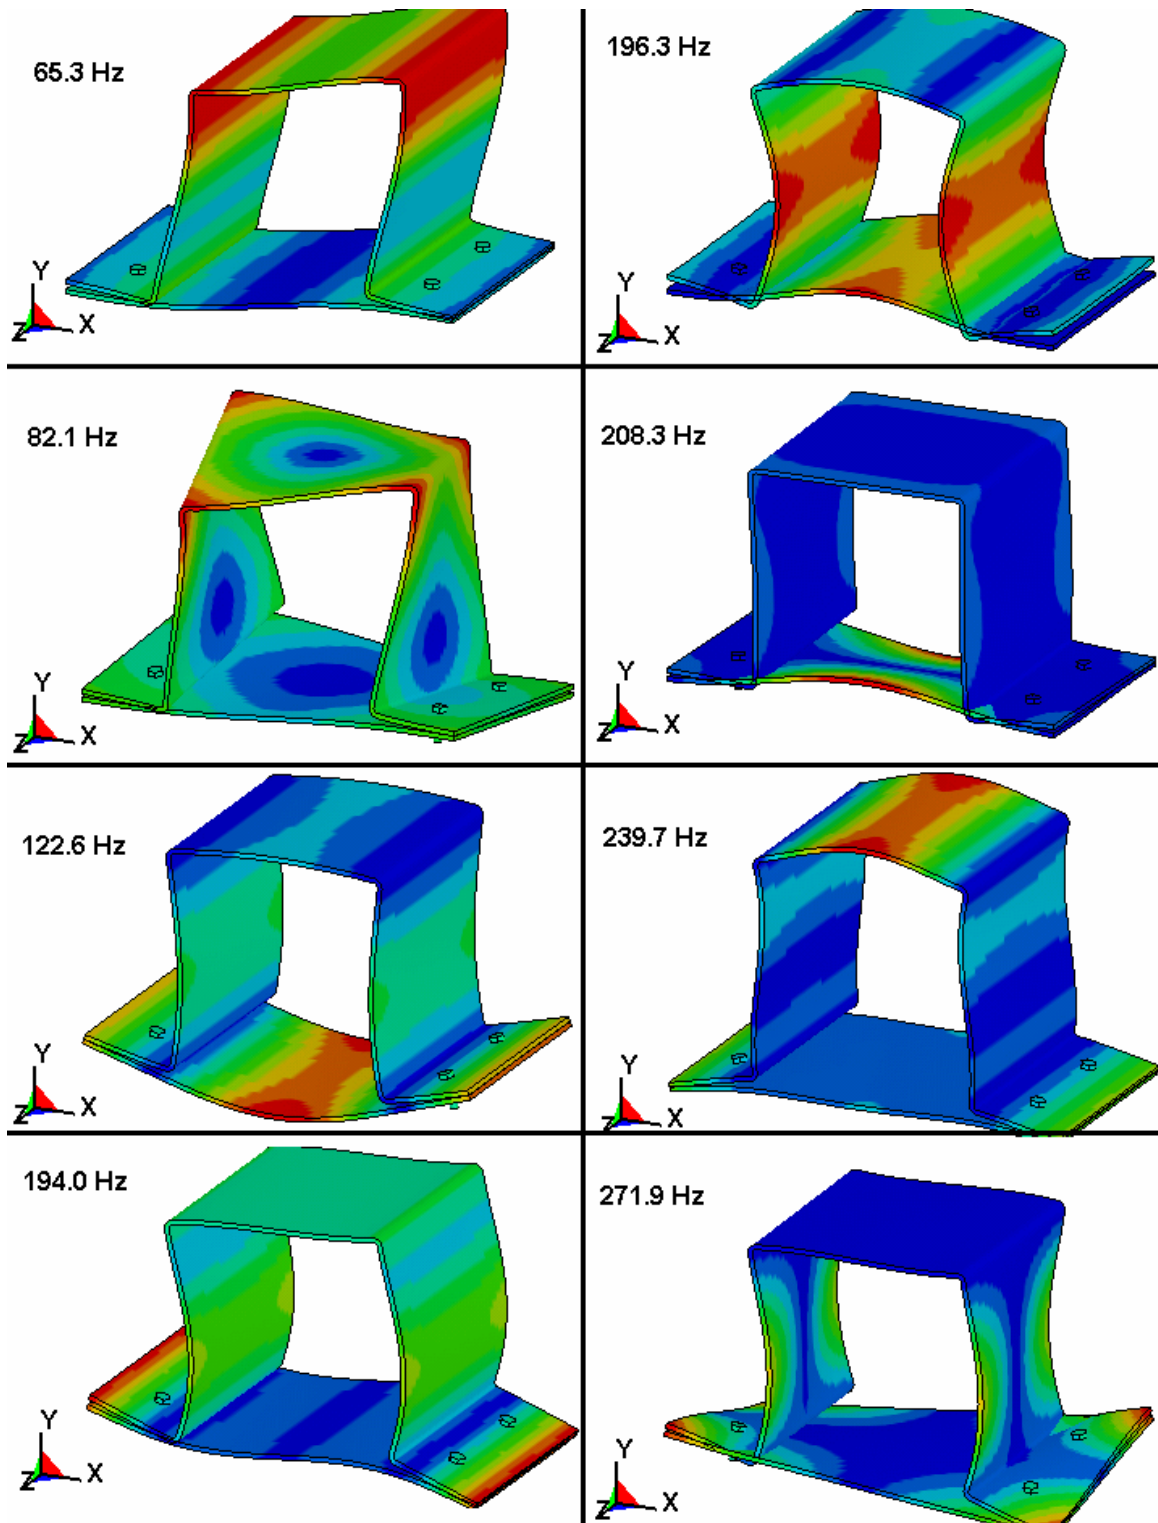 65.3 Hz
Y
Z X
196.3 Hz
Y
Z X
82.1 Hz
Y
Z X
208.3 Hz
Y
Z X
122.6 Hz
Y
Z X
239.7 Hz
Y
Z X
194.0 Hz
Y
Z X
271.9 Hz
Y
Z X